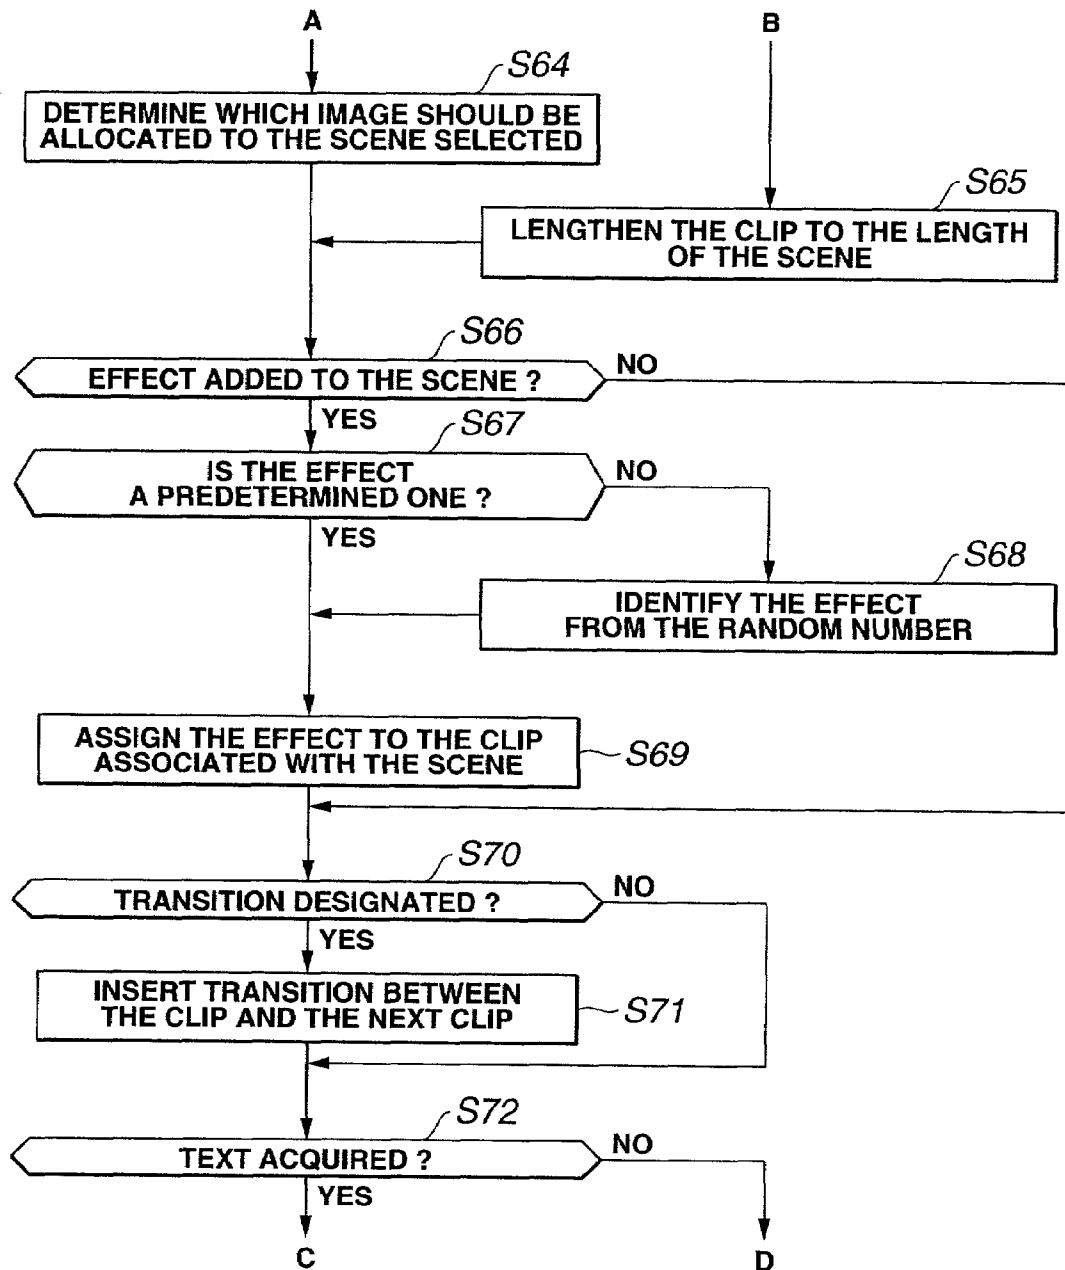 A
B
S64
DETERMINE WHICH IMAGE SHOULD BE
ALLOCATED TO THE SCENE SELECTED
S65
LENGTHEN THE CLIP TO THE LENGTH
OF THE SCENE
S66
EFFECT ADDED TO THE SCENE ?
NO
YES
S67
IS THE EFFECT
A PREDETERMINED ONE ?
NO
YES
S68
IDENTIFY THE EFFECT
FROM THE RANDOM NUMBER
ASSIGN THE EFFECT TO THE CLIP
ASSOCIATED WITH THE SCENE
S69
S70
TRANSITION DESIGNATED ?
NO
YES
INSERT TRANSITION BETWEEN
THE CLIP AND THE NEXT CLIP
S71
S72
TEXT ACQUIRED ?
NO
YES
C
D